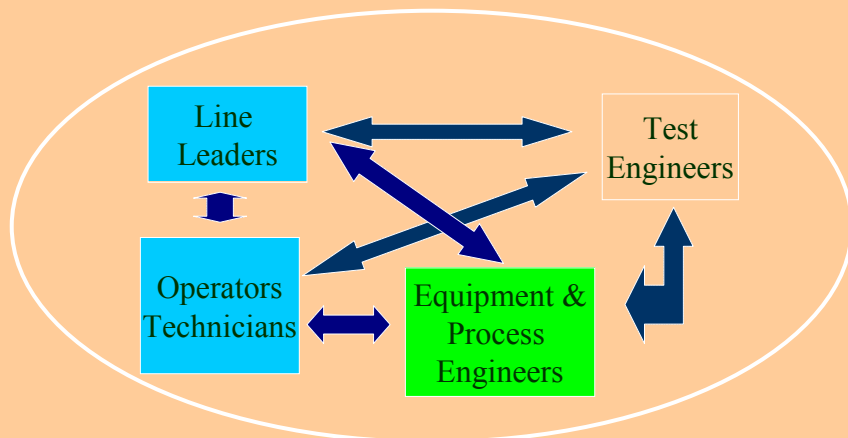 Line
Leaders
Test
Engineers
Operators
Technicians
Equipment &
Process
Engineers